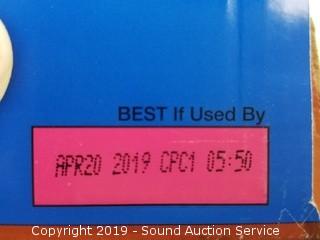 BEST If Used By
APR20 2019 CPC1 05:50
Copyright 2019 - Sound Auction Service